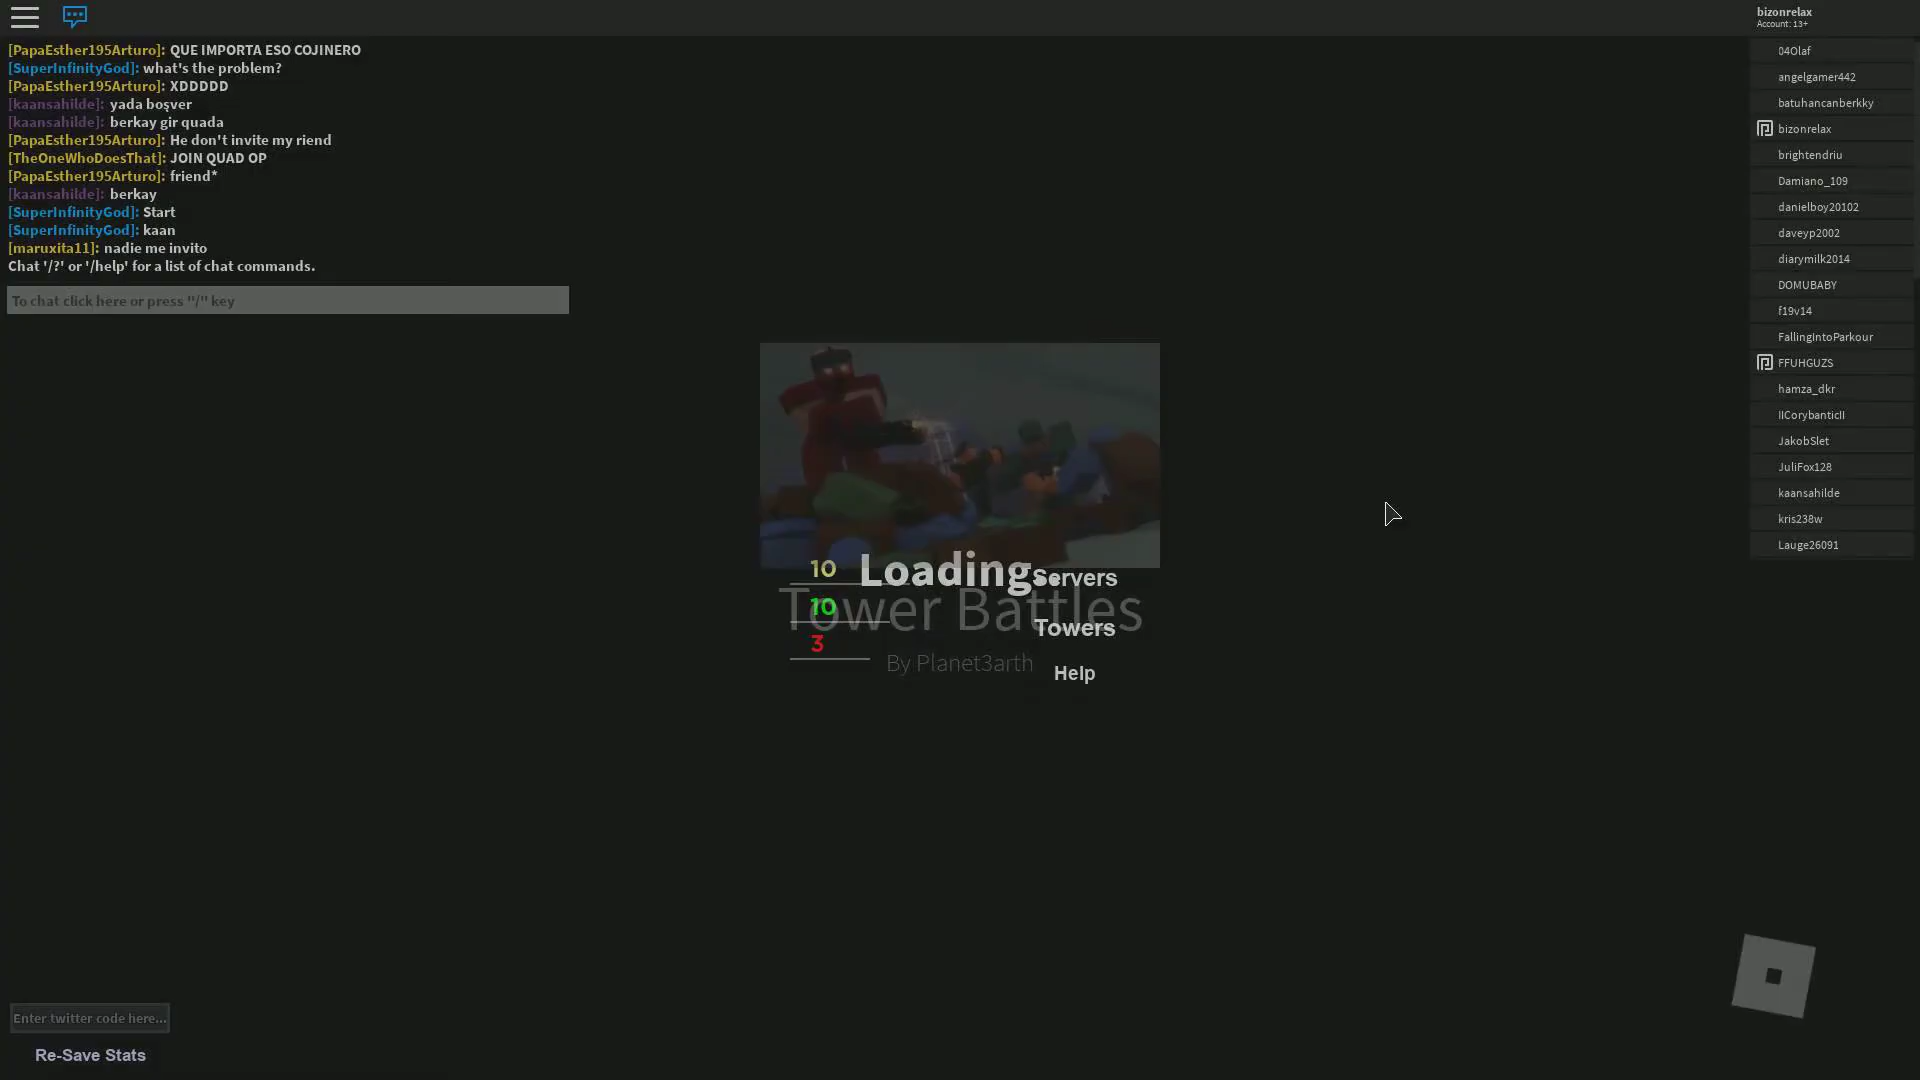 bizonrelax
Account: 13+
[PapaEsther195Arturo]: QUE IMPORTA ESO COJINERO
[SuperInfinityGod]: what's the problem?
[PapaEsther195Arturo]: XDDDDD
[kaansahilde]: yada boşver
[kaansahilde]: berkay gir quada
[PapaEsther195Arturo]: He don't invite my riend
[TheOneWhoDoesThat]: JOIN QUAD OP
[PapaEsther195Arturo]: friend*
[kaansahilde]: berkay
[SuperInfinityGod]: Start
[SuperInfinityGod]: kaan
[maruxita11]: nadie me invito
Chat '/?' or '/help' for a list of chat commands.
To chat click here or press "/" key
04Olaf
angelgamer442
batuhancanberkky
bizonrelax
brightendriu
Damiano_109
danielboy20102
daveyp2002
diarymilk2014
DOMUBABY
f19v14
FallingIntoParkour
FFUHGUZS
hamza_dkr
IICorybanticII
JakobSlet
JuliFox128
kaansahilde
kris238w
Lauge26091
10
Loading...
Servers
10
Tower Battles
Towers
3
By Planet3arth
Help
Enter twitter code here...
Re-Save Stats